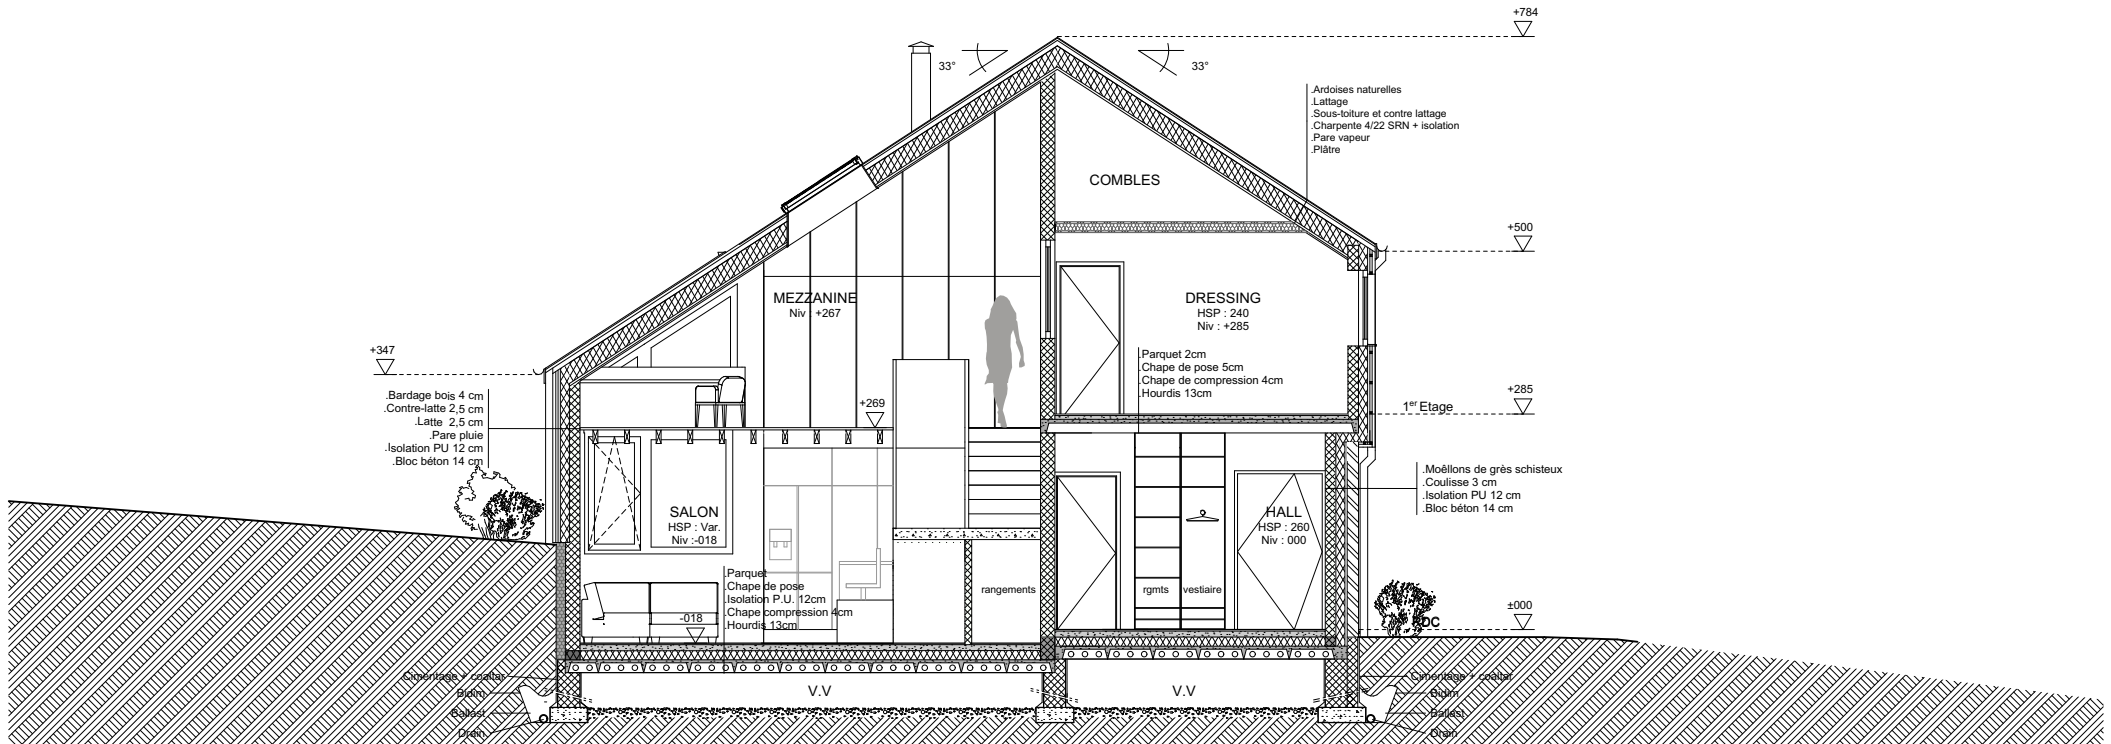 +784
33°
33°
.Ardoises naturelles
.Lattage
.Sous-toiture et contre lattage
.Charpente 4/22 SRN + isolation
.Pare vapeur
.Plâtre
COMBLES
+500
MEZZANINE
Niv : +267
DRESSING
HSP : 240
Niv : +285
+347
.Parquet 2cm
.Chape de pose 5cm
.Chape de compression 4cm
.Hourdis 13cm
.Bardage bois 4 cm
.Contre-latte 2,5 cm
.Latte 2,5 cm
.Pare pluie
.Isolation PU 12 cm
.Bloc béton 14 cm
+269
1er Etage
+285
.Moêllons de grès schisteux
.Coulisse 3 cm
.Isolation PU 12 cm
.Bloc béton 14 cm
SALON
HSP : Var.
Niv :-018
HALL
HSP : 260
Niv : 000
.Parquet
.Chape de pose
.Isolation P.U. 12cm
.Chape compression 4cm
.Hourdis 13cm
-018
rangements
rgmts
vestiaire
±000
RDC
Cimentage + coaltar
Bidim
Ballast
Drain
V.V
V.V
Cimentage + coaltar
Bidim
Ballast
Drain